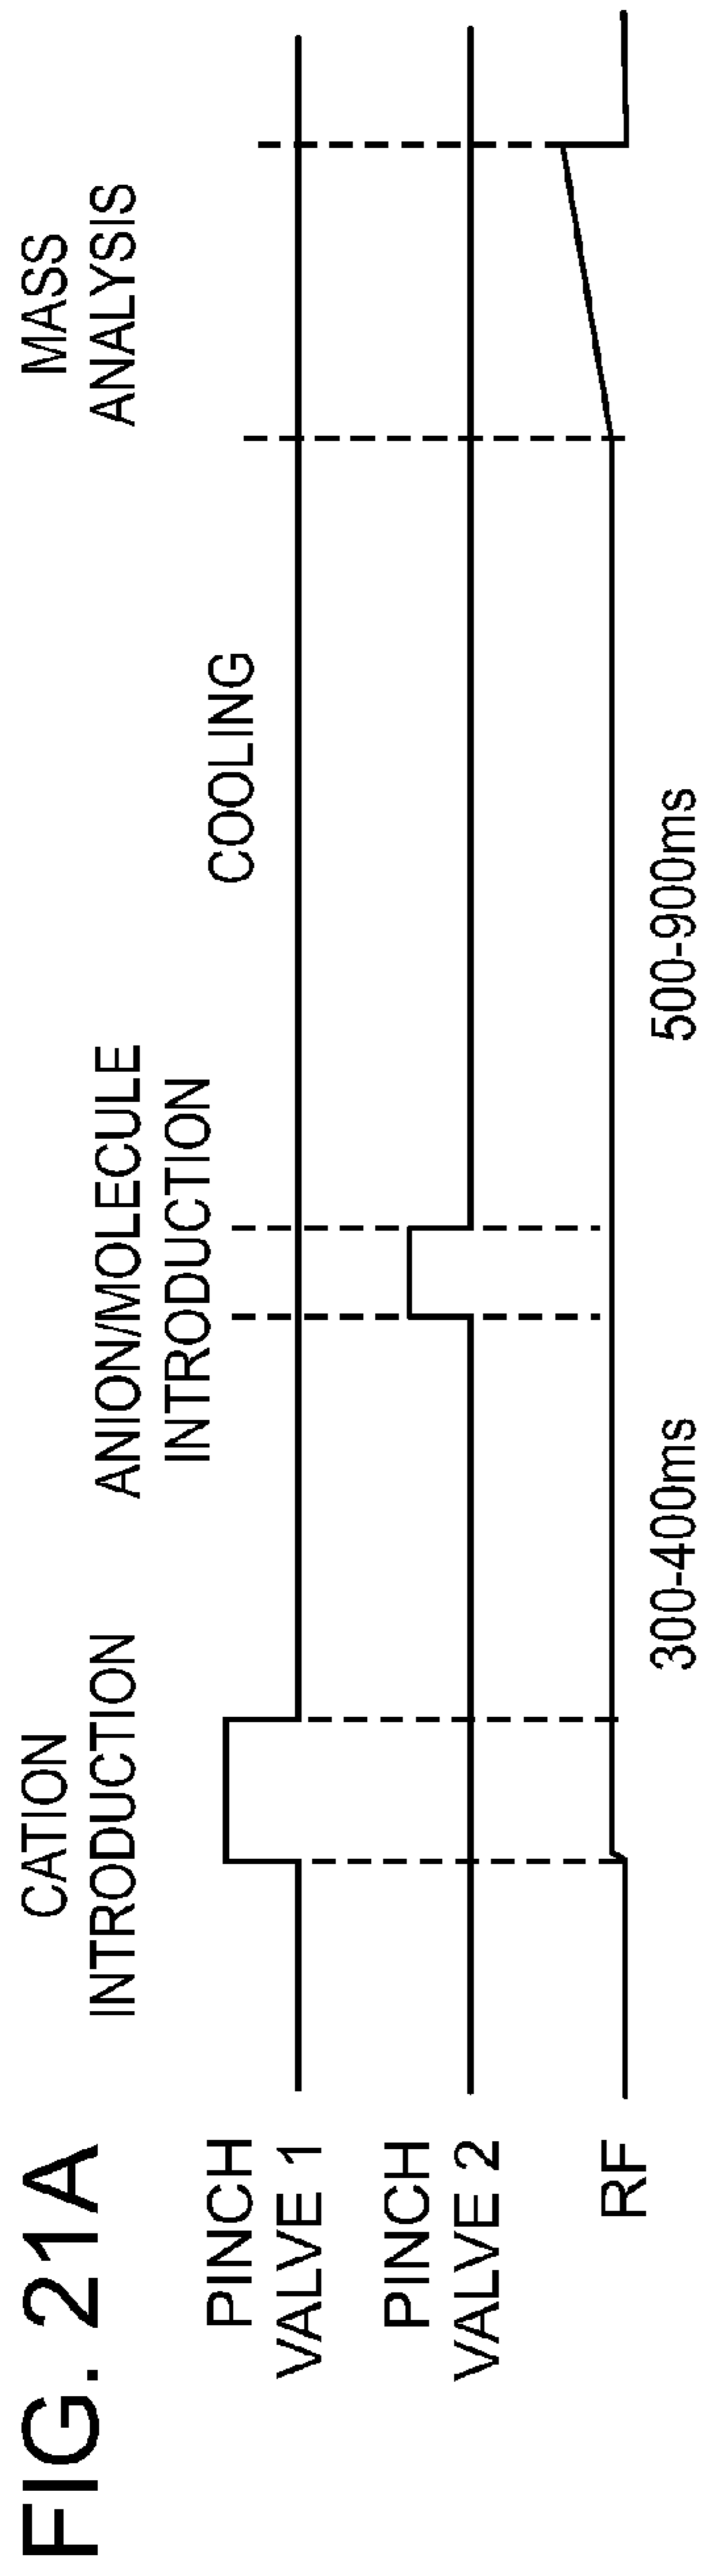 FIG. 21A
CATION
INTRODUCTION
ANION/MOLECULE
INTRODUCTION
COOLING
MASS
ANALYSIS
PINCH
VALVE 1
PINCH
VALVE 2
RF
300-400ms
500-900ms